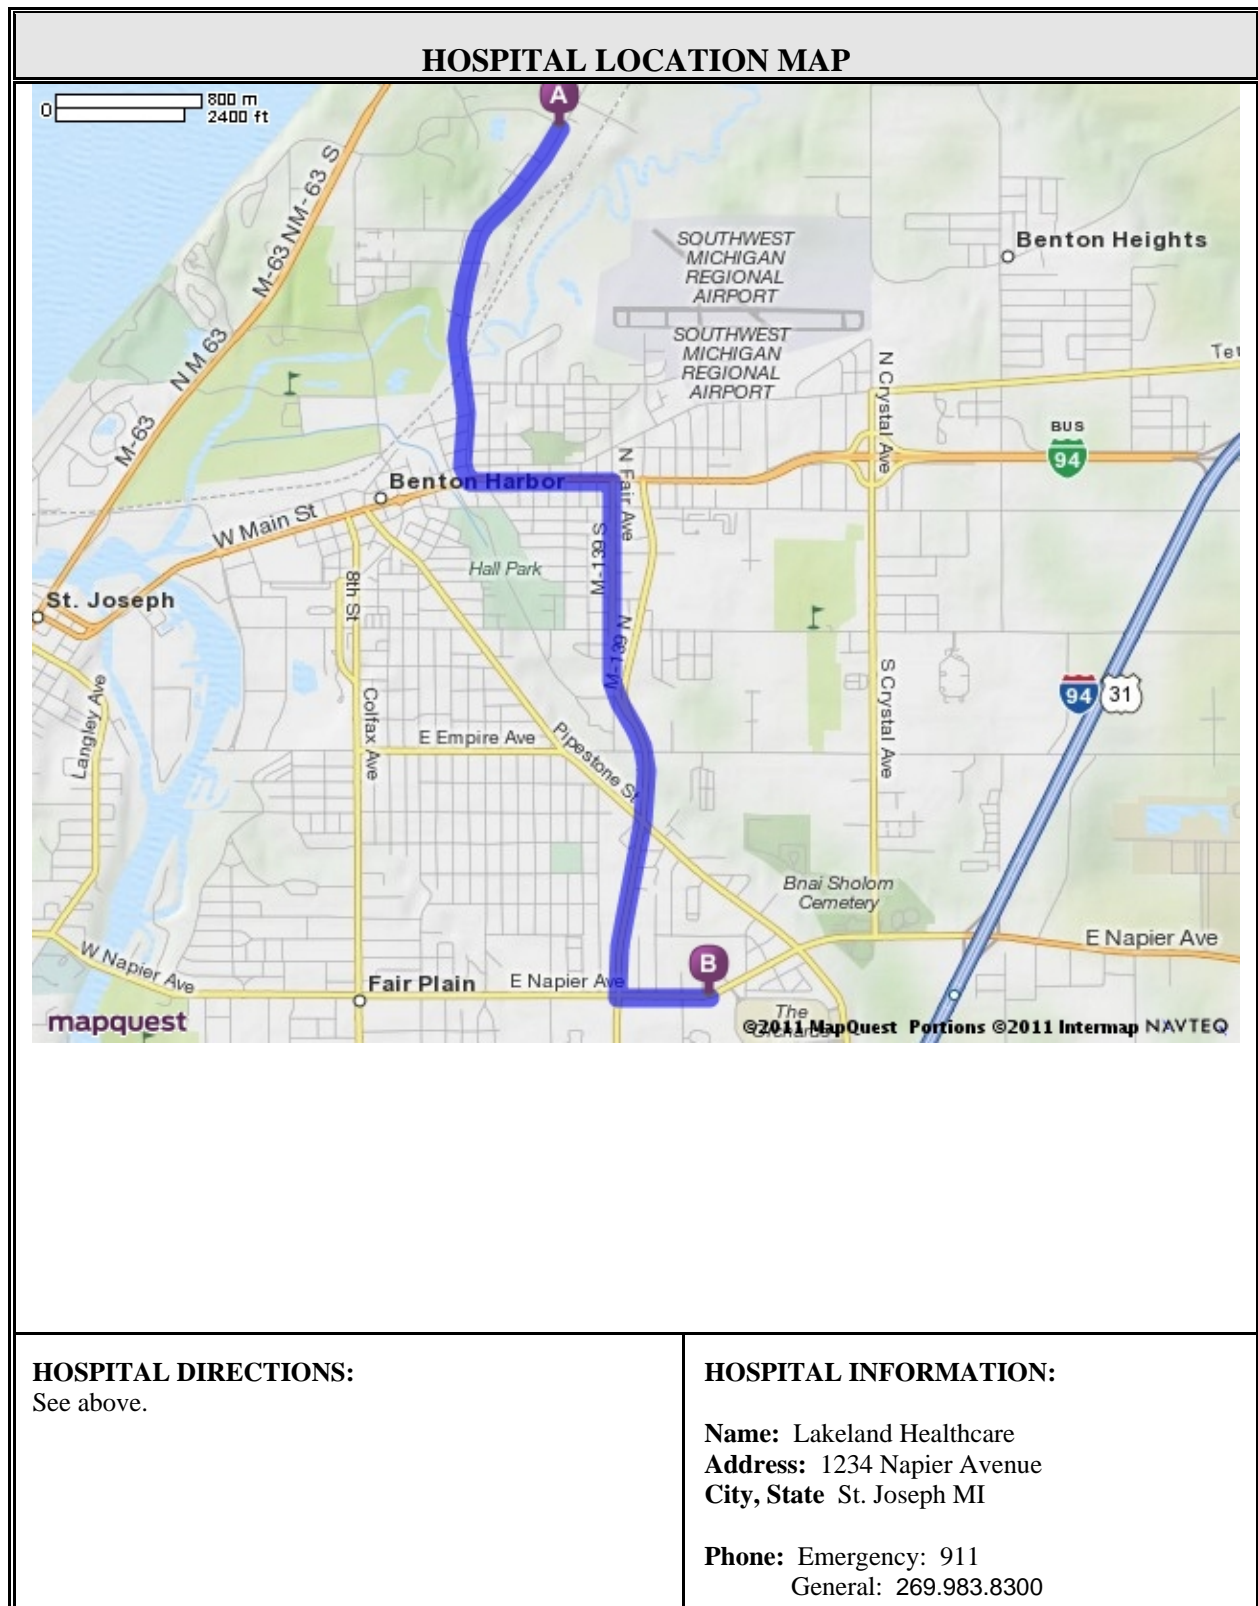 HOSPITAL LOCATION MAP
A
0
800 m
2400 ft
M-63 NM-63 S
N M 63
M-63
SOUTHWEST
MICHIGAN
REGIONAL
AIRPORT
SOUTHWEST
MICHIGAN
REGIONAL
AIRPORT
Benton Heights
N Crystal Ave
BUS
94
Benton Harbor
N Fair Ave
W Main St
Hall Park
M-139 S
8th St
St. Joseph
M-139 N
S Crystal Ave
94
31
Langley Ave
Colfax Ave
E Empire Ave
Pipestone St
Bnai Sholom
Cemetery
E Napier Ave
W Napier Ave
B
Fair Plain
E Napier Ave
The
mapquest
©2011 MapQuest Portions ©2011 Intermap NAVTEQ
HOSPITAL DIRECTIONS:
See above.
HOSPITAL INFORMATION:
Name: Lakeland Healthcare
Address: 1234 Napier Avenue
City, State St. Joseph MI
Phone: Emergency: 911
General: 269.983.8300